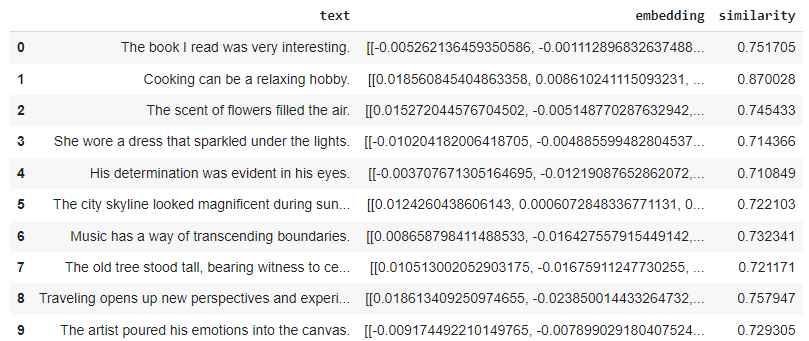 text embedding similarity
0 The book I read was very interesting. [[-0.005262136459350586, -0.001112896832637488... 0.751705
1 Cooking can be a relaxing hobby. [[0.018560845404863358, 0.008610241115093231, ... 0.870028
2 The scent of flowers filled the air. [[0.015272044576704502, -0.005148770287632942,... 0.745433
3 She wore a dress that sparkled under the lights. [[-0.010204182006418705, -0.004885599482804537... 0.714366
4 His determination was evident in his eyes. [[-0.003707671305164695, -0.01219087652862072,... 0.710849
5 The city skyline looked magnificent during sun... [[0.0124260438606143, 0.0006072848336771131, 0... 0.722103
6 Music has a way of transcending boundaries. [[0.008658798411488533, -0.016427557915449142,... 0.732341
7 The old tree stood tall, bearing witness to ce... [[0.010513002052903175, -0.01675911247730255, ... 0.721171
8 Traveling opens up new perspectives and experi... [[0.018613409250974655, -0.023850014433264732,... 0.757947
9 The artist poured his emotions into the canvas. [[-0.009174492210149765, -0.007899029180407524... 0.729305